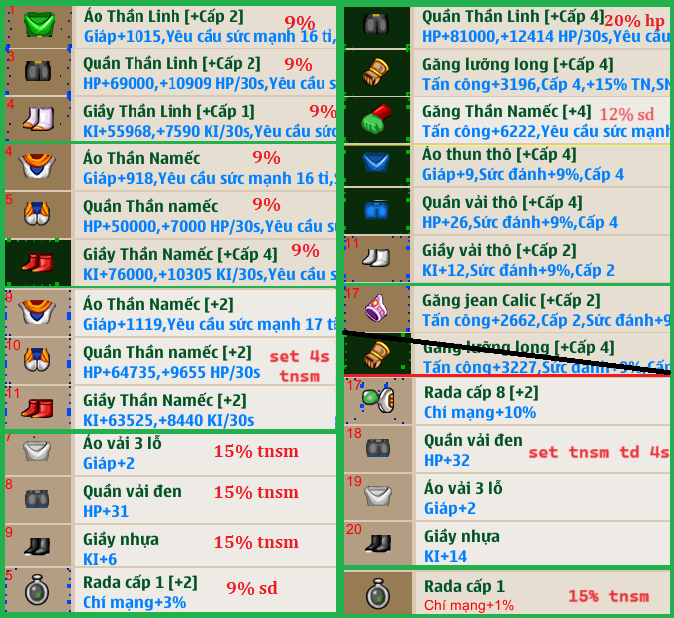 1
Áo Thần Linh [+Cấp 2]
9%
Giáp+1015,Yêu cầu sức mạnh 16 tỉ,
3
Quần Thần Linh [+Cấp 2]
9%
HP+69000,+10909 HP/30s,Yêu cầu s
4
Giầy Thần Linh [+Cấp 1]
9%
KI+55968,+7590 KI/30s,Yêu cầu sức
4
Áo Thần Namếc
9%
Giáp+918,Yêu cầu sức mạnh 16 tỉ,S
5
Quần Thần namếc
9%
HP+50000,+7000 HP/30s,Yêu cầu s
Giầy Thần Namếc [+Cấp 4]
9%
KI+76000,+10305 KI/30s,Yêu cầu s
9
Áo Thần Namếc [+2]
Giáp+1119,Yêu cầu sức mạnh 17 tỉ
10
Quần Thần namếc [+2]
set 4s
HP+64735,+9655 HP/30s
tnsm
11
Giầy Thần Namếc [+2]
KI+63525,+8440 KI/30s
7
Áo vải 3 lỗ
15% tnsm
Giáp+2
8
Quần vải đen
15% tnsm
HP+31
9
Giầy nhựa
15% tnsm
KI+6
5
Rada cấp 1 [+2]
9% sd
Chí mạng+3%
Quần Thần Linh [+Cấp 4]
20% hp
HP+81000,+12414 HP/30s,Yêu cầu
Găng lưỡng long [+Cấp 4]
Tấn công+3196,Cấp 4,+15% TN,SM
Găng Thần Namếc [+4]
12% sd
Tấn công+6222,Yêu cầu sức mạnh
Áo thun thô [+Cấp 4]
Giáp+9,Sức đánh+9%,Cấp 4
Quần vải thô [+Cấp 4]
HP+26,Sức đánh+9%,Cấp 4
11
Giầy vải thô [+Cấp 2]
KI+12,Sức đánh+9%,Cấp 2
17
Găng jean Calic [+Cấp 2]
Tấn công+2662,Cấp 2,Sức đánh+9
Găng lưỡng long [+Cấp 4]
Tấn công+3227,Sức đánh+9%,Cấp
17
Rada cấp 8 [+2]
Chí mạng+10%
18
Quần vải đen
set tnsm td 4s
HP+32
19
Áo vải 3 lỗ
Giáp+2
20
Giầy nhựa
KI+14
Rada cấp 1
15% tnsm
Chí mạng+1%